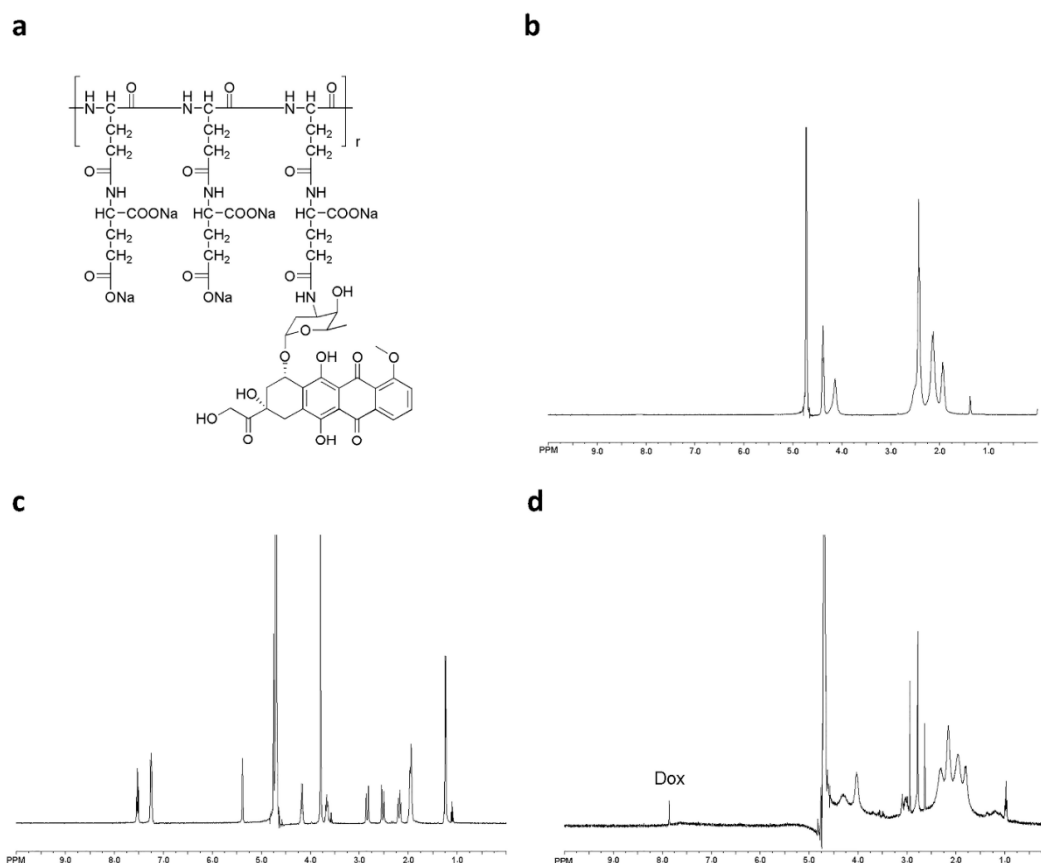 a
H H O H H O H H O
N N N
r
CH2 CH2 CH2
CH2 CH2 CH2
O O O
NH NH NH
H COONa H COONa H COONa
CH2 CH2 CH2
CH2 CH2 CH2
O O O
ONa ONa HN OH
O
O
OH O O
HO
HO
O OH O
b
PPM 9.0 8.0 7.0 6.0 5.0 4.0 3.0 2.0 1.0
c
PPM 9.0 8.0 7.0 6.0 5.0 4.0 3.0 2.0 1.0
d
Dox
PPM 9.0 8.0 7.0 6.0 5.0 4.0 3.0 2.0 1.0